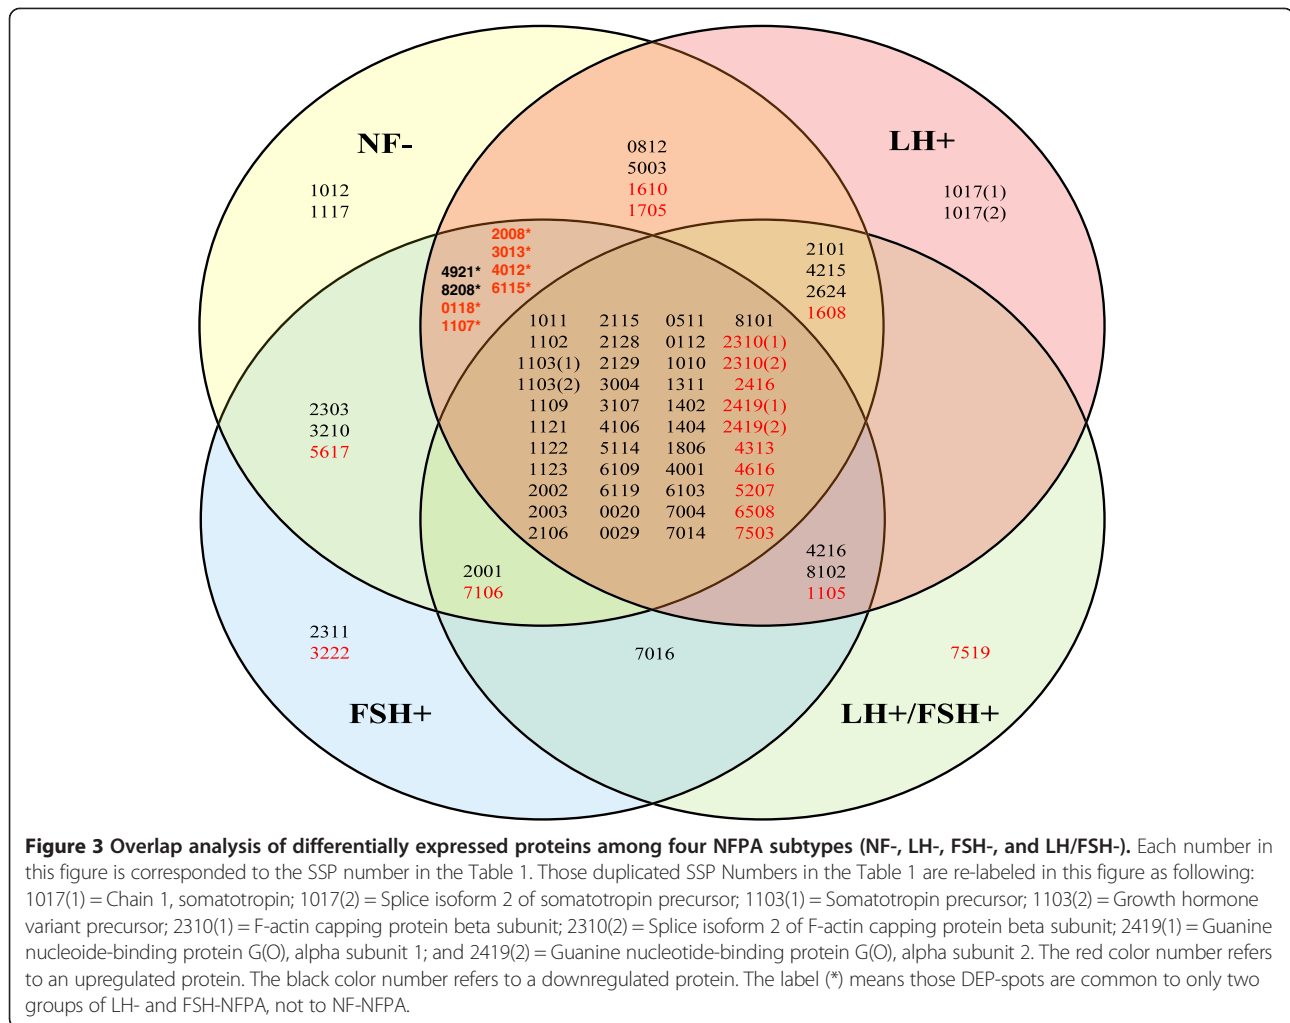 NF-
LH+
1012
1117
0812
5003
1610
1705
1017(1)
1017(2)
2008*
3013*
4012*
6115*
4921*
8208*
0118*
1107*
2101
4215
2624
1608
1011 2115 0511 8101
1102 2128 0112 2310(1)
1103(1) 2129 1010 2310(2)
1103(2) 3004 1311 2416
1109 3107 1402 2419(1)
1121 4106 1404 2419(2)
1122 5114 1806 4313
1123 6109 4001 4616
2002 6119 6103 5207
2003 0020 7004 6508
2106 0029 7014 7503
2303
3210
5617
2001
7106
4216
8102
1105
2311
3222
7016
7519
FSH+
LH+/FSH+
Figure 3 Overlap analysis of differentially expressed proteins among four NFPA subtypes (NF-, LH-, FSH-, and LH/FSH-). Each number in
this figure is corresponded to the SSP number in the Table 1. Those duplicated SSP Numbers in the Table 1 are re-labeled in this figure as following:
1017(1) = Chain 1, somatotropin; 1017(2) = Splice isoform 2 of somatotropin precursor; 1103(1) = Somatotropin precursor; 1103(2) = Growth hormone
variant precursor; 2310(1) = F-actin capping protein beta subunit; 2310(2) = Splice isoform 2 of F-actin capping protein beta subunit; 2419(1) = Guanine
nucleoide-binding protein G(O), alpha subunit 1; and 2419(2) = Guanine nucleotide-binding protein G(O), alpha subunit 2. The red color number refers
to an upregulated protein. The black color number refers to a downregulated protein. The label (*) means those DEP-spots are common to only two
groups of LH- and FSH-NFPA, not to NF-NFPA.